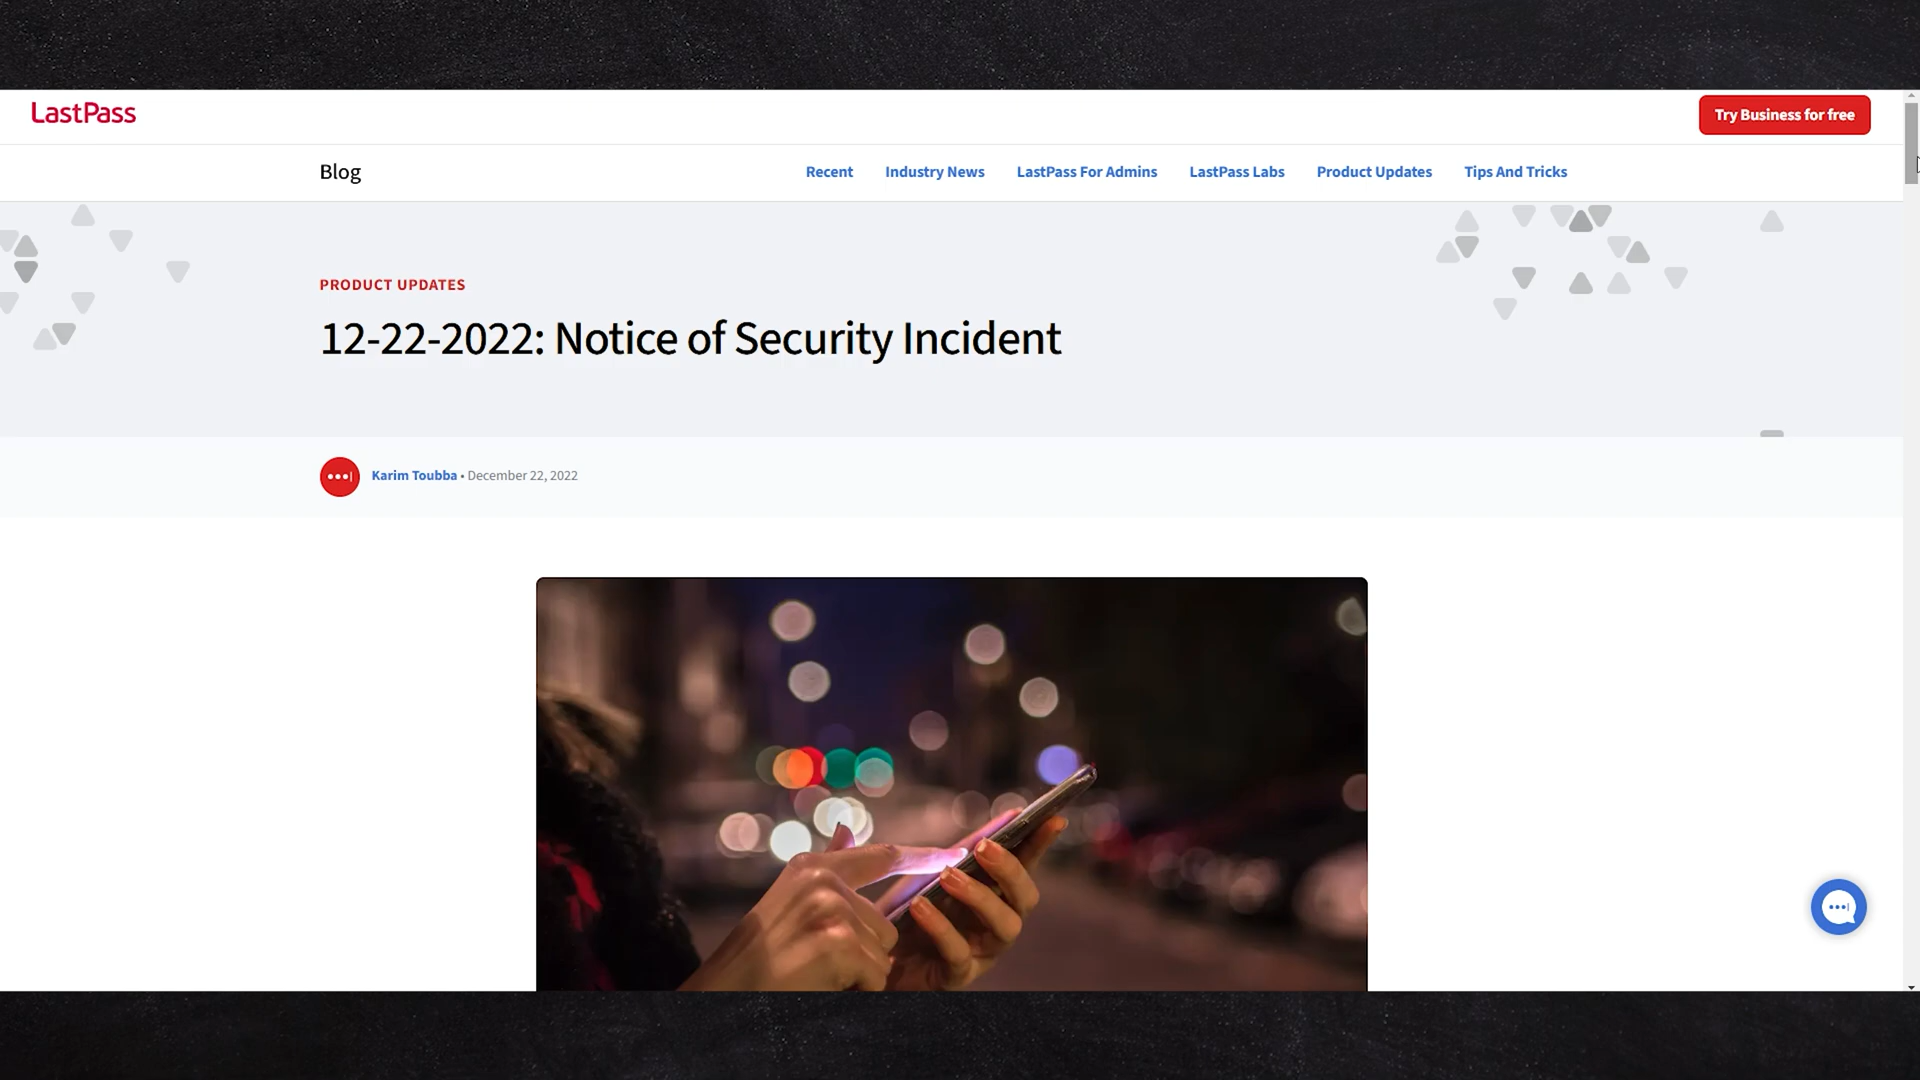 LastPass
Try Business for free
Blog
Recent
Industry News
LastPass For Admins
LastPass Labs
Product Updates
Tips And Tricks
PRODUCT UPDATES
12-22-2022: Notice of Security Incident
Karim Toubba • December 22, 2022